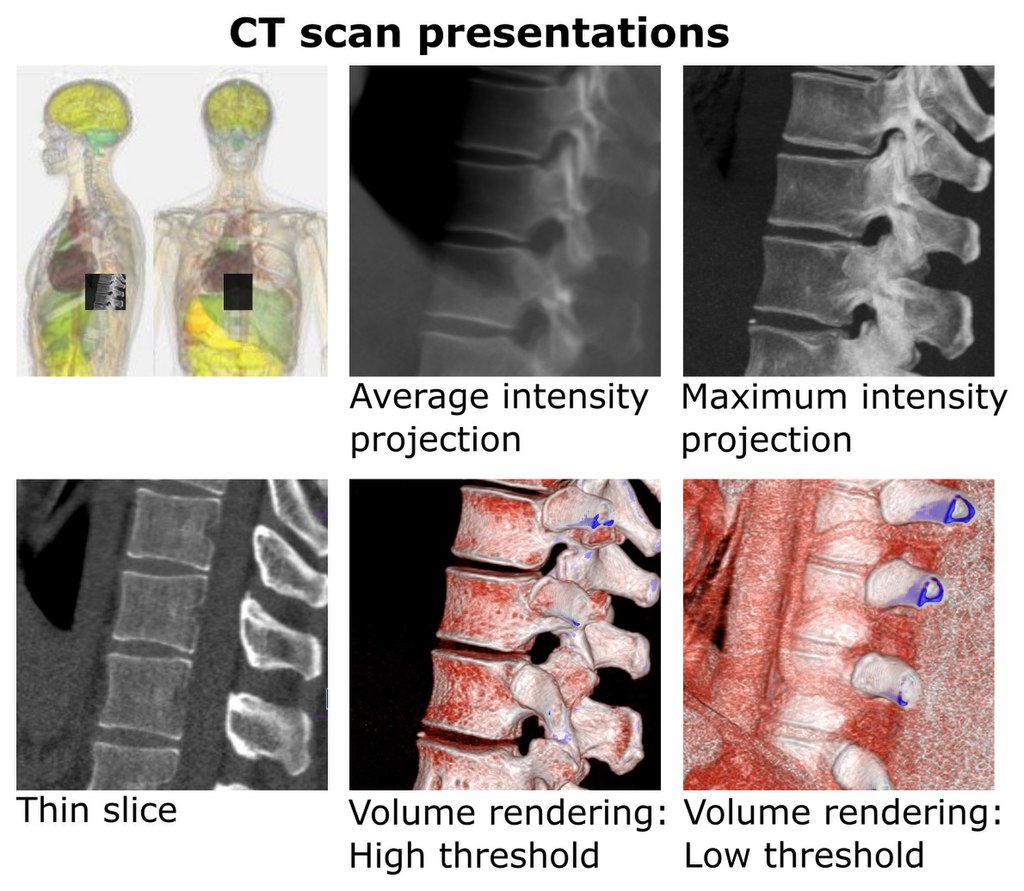 CT scan presentations
Average intensity
projection
Maximum intensity
projection
Thin slice
Volume rendering:
High threshold
Volume rendering:
Low threshold